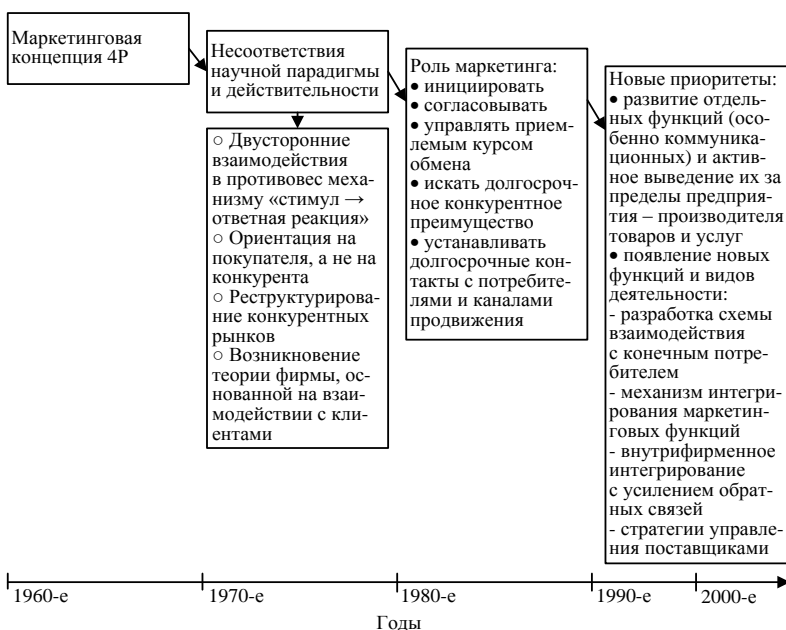 Маркетинговая
концепция 4Р
Несоответствия
научной парадигмы
и действительности
○ Двусторонние
взаимодействия
в противовес меха-
низму «стимул →
ответная реакция»
○ Ориентация на
покупателя, а не на
конкурента
○ Реструктурирова-
ние конкурентных
рынков
○ Возникновение
теории фирмы, ос-
нованной на взаи-
модействии с кли-
ентами
Роль маркетинга:
● инициировать
● согласовывать
● управлять прием-
лемым курсом
обмена
● искать долгосроч-
ное конкурентное
преимущество
● устанавливать
долгосрочные кон-
такты с потребите-
лями и каналами
продвижения
Новые приоритеты:
● развитие отдель-
ных функций (осо-
бенно коммуника-
ционных) и актив-
ное выведение их за
пределы предприя-
тия – производителя
товаров и услуг
● появление новых
функций и видов
деятельности:
- разработка схемы
взаимодействия
с конечным потре-
бителем
- механизм интегри-
рования маркетин-
говых функций
- внутрифирменное
интегрирование
с усилением обрат-
ных связей
- стратегии управле-
ния поставщиками
1960-е
1970-е
1980-е
1990-е
2000-е
Годы